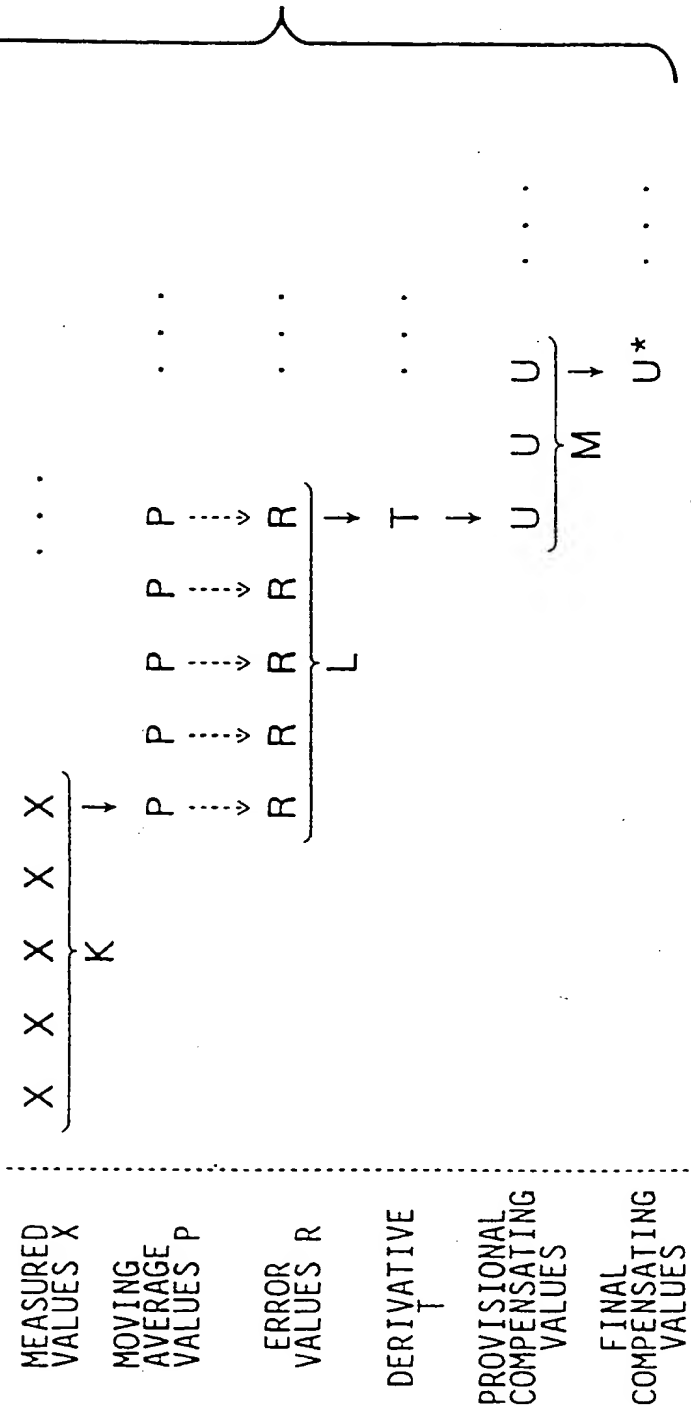 MEASURED
VALUES X
X X X X X ...
K
MOVING
AVERAGE
VALUES P
P P P P P ...
ERROR
VALUES R
R R R R R ...
L
DERIVATIVE
T
T ...
PROVISIONAL
COMPENSATING
VALUES
U U U ...
M
FINAL
COMPENSATING
VALUES
U* ...